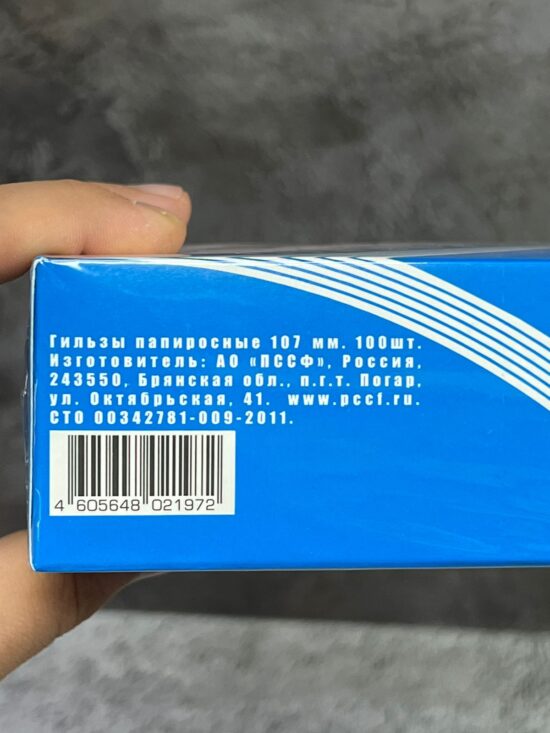 Гильзы папиросные 107 мм. 100шт.
Изготовитель: АО «ПССФ», Россия,
243550, Брянская обл., п.г.т. Погар,
ул. Октябрьская, 41. www.pccf.ru.
СТО 00342781-009-2011.
4 605648 021972